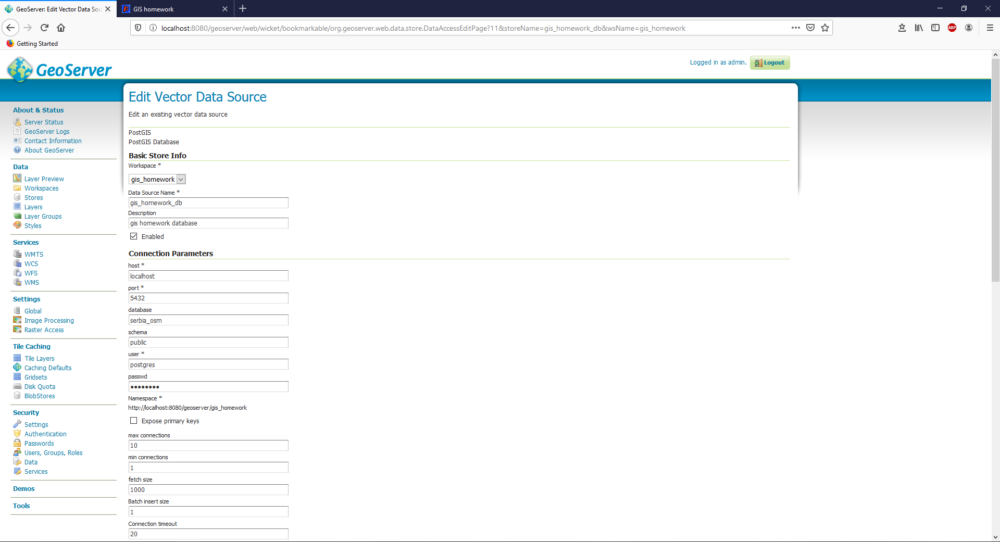 GeoServer: Edit Vector Data Sou
GIS homework
localhost:8080/geoserver/web/wicket/bookmarkable/org.geoserver.web.data.store.DataAccessEditPage?11&storeName=gis_homework_db&wsName=gis_homework
ABP
Getting Started
GeoServer
Logged in as admin.
Logout
About & Status
Server Status
GeoServer Logs
Contact Information
About GeoServer
Data
Layer Preview
Workspaces
Stores
Layers
Layer Groups
Styles
Services
WMTS
WCS
WFS
WMS
Settings
Global
Image Processing
Raster Access
Tile Caching
Tile Layers
Caching Defaults
Gridsets
Disk Quota
BlobStores
Security
Settings
Authentication
Passwords
Users, Groups, Roles
Data
Services
Demos
Tools
Edit Vector Data Source
Edit an existing vector data source
PostGIS
PostGIS Database
Basic Store Info
Workspace *
gis_homework
Data Source Name *
gis_homework_db
Description
gis homework database
Enabled
Connection Parameters
host *
localhost
port *
5432
database
serbia_osm
schema
public
user *
postgres
passwd
●●●●●●●●
Namespace *
http://localhost:8080/geoserver/gis_homework
Expose primary keys
max connections
10
min connections
1
fetch size
1000
Batch insert size
1
Connection timeout
20